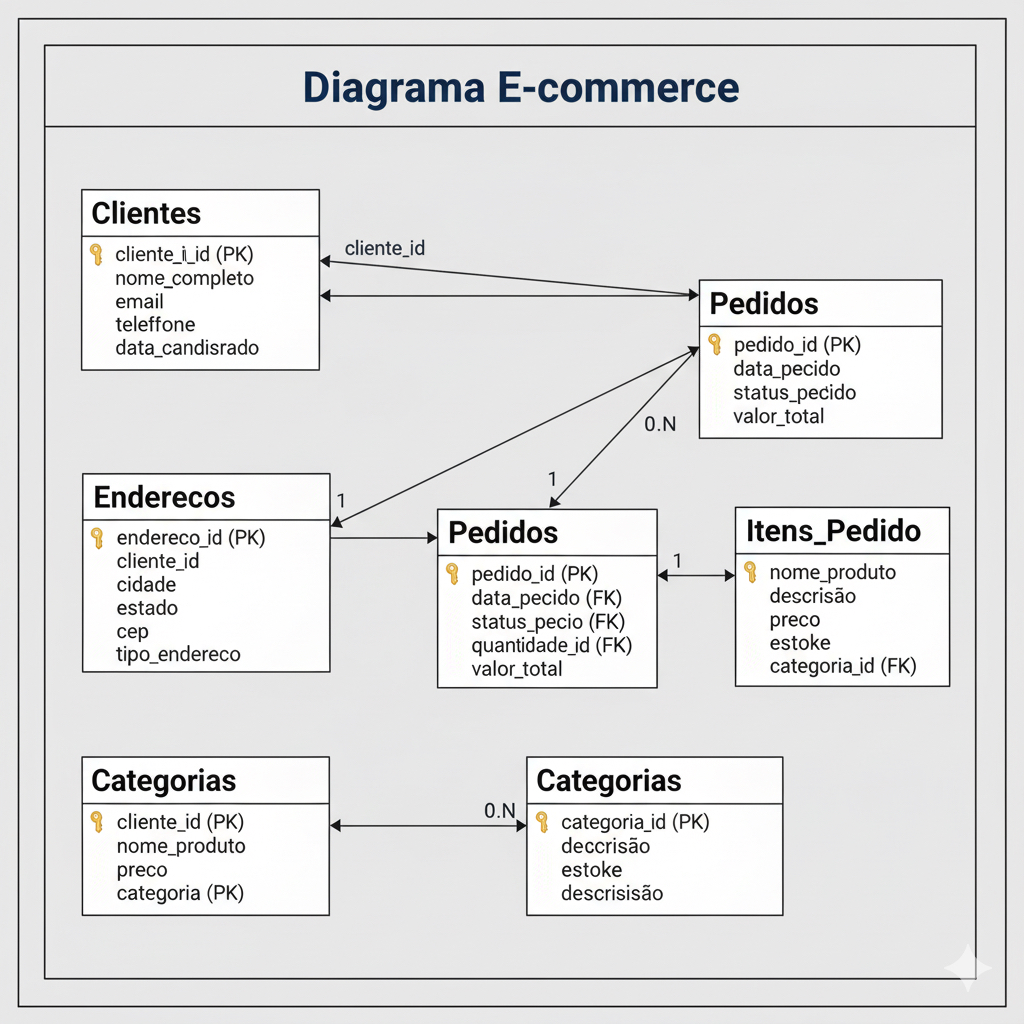 Diagrama E-commerce
Clientes
cliente_i_id (PK)
nome_completo
email
teleffone
data_candisrado
cliente_id
Pedidos
pedido_id (PK)
data_pecido
status_pecido
valor_total
0.N
1
1
Enderecos
endereco_id (PK)
cliente_id
cidade
estado
cep
tipo_endereco
Pedidos
pedido_id (PK)
data_pecido (FK)
status_pecio (FK)
quantidade_id (FK)
valor_total
1
Itens_Pedido
nome_produto
descrisão
preco
estoke
categoria_id (FK)
Categorias
cliente_id (PK)
nome_produto
preco
categoria (PK)
0.N
Categorias
categoria_id (PK)
deccrisão
estoke
descrisisão